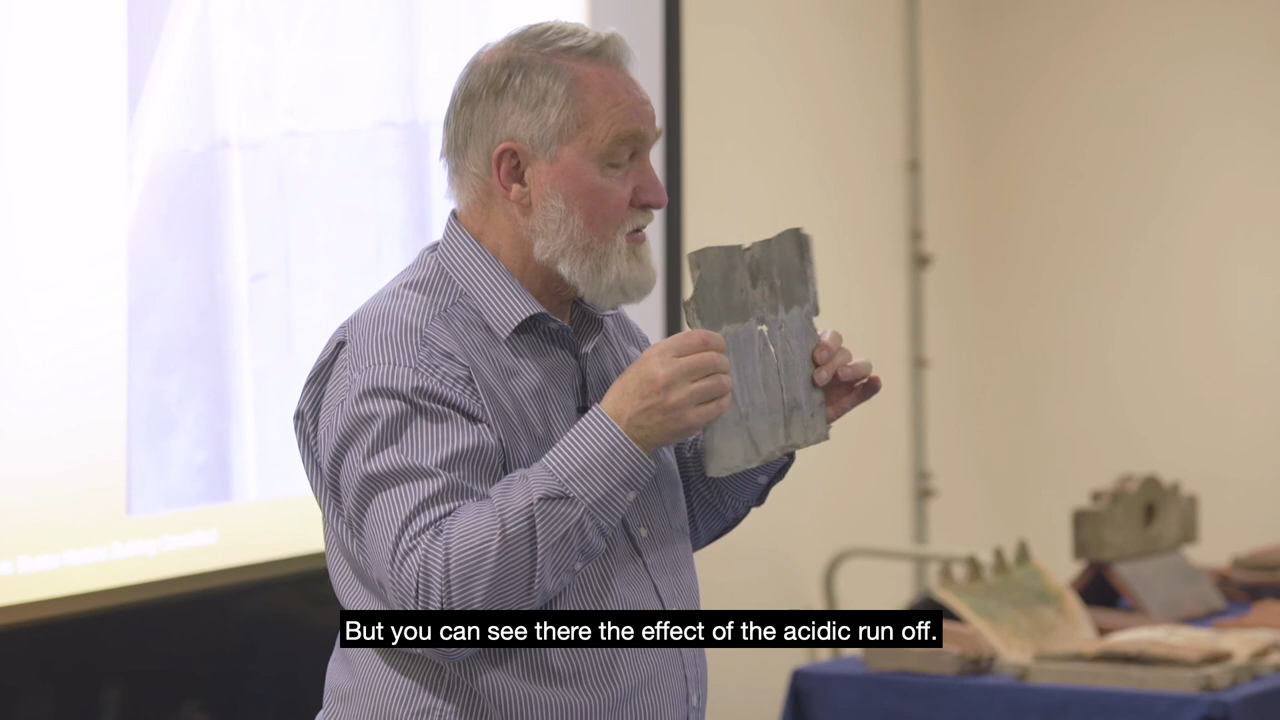 But you can see there the effect of the acidic run off.